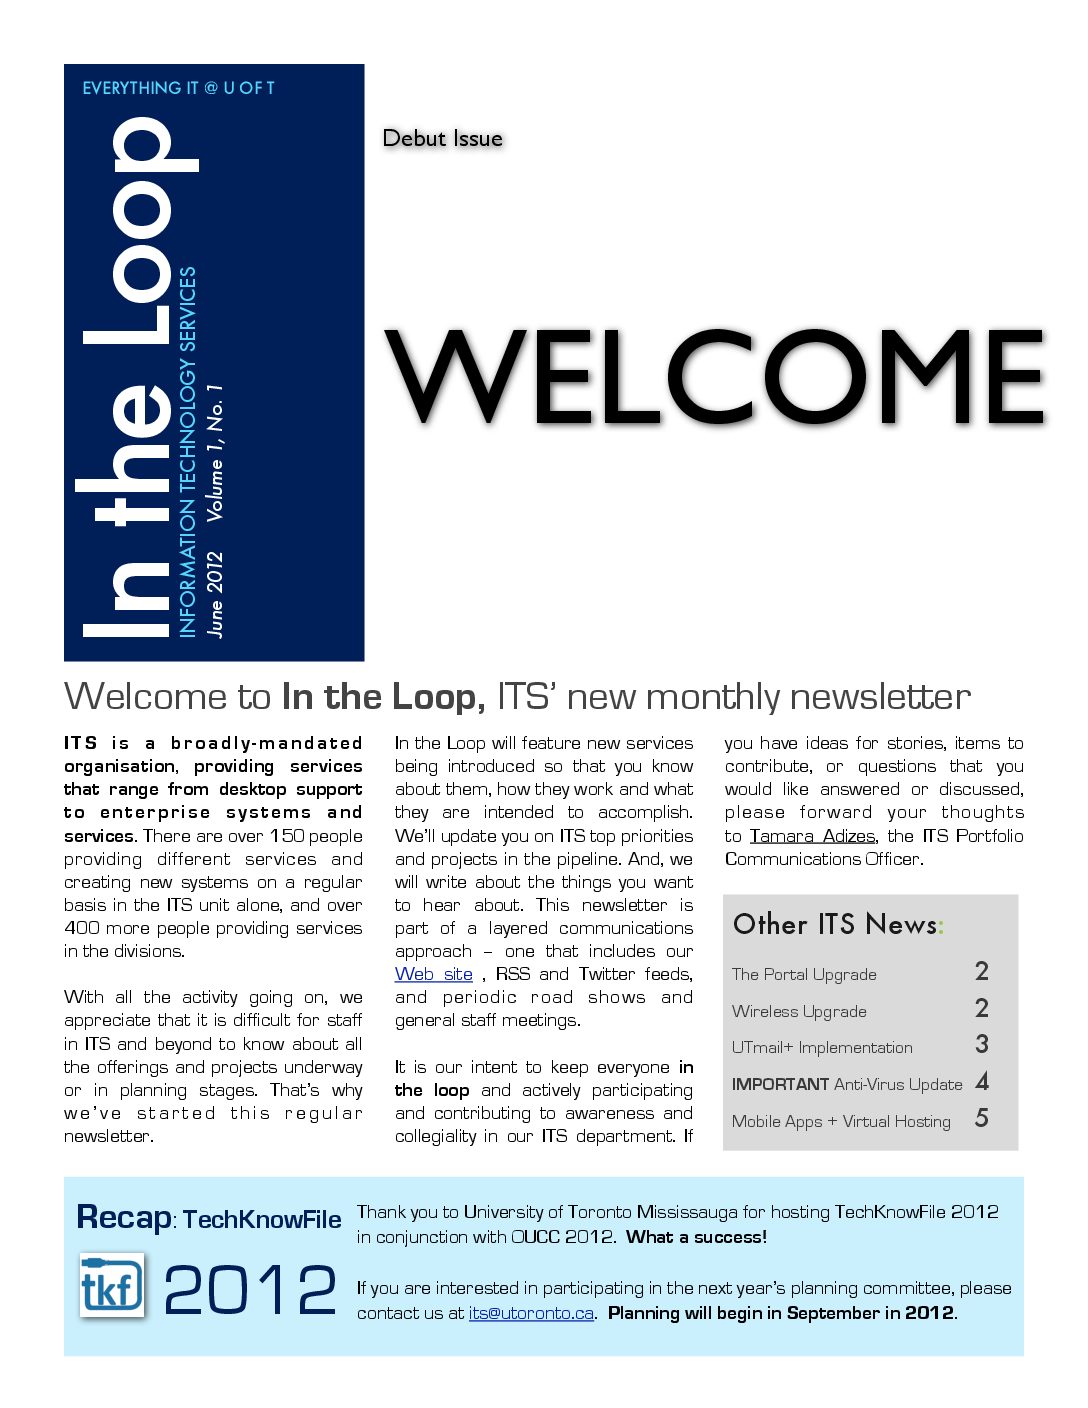 EVERYTHING IT @ U OF T
In the Loop
INFORMATION TECHNOLOGY SERVICES
June 2012 Volume 1, No. 1
Debut Issue
WELCOME
Welcome to In the Loop, ITS’ new monthly newsletter
ITS is a broadly-mandated
organisation, providing services
that range from desktop support
to enterprise systems and
services. There are over 150 people
providing different services and
creating new systems on a regular
basis in the ITS unit alone, and over
400 more people providing services
in the divisions.
With all the activity going on, we
appreciate that it is difficult for staff
in ITS and beyond to know about all
the offerings and projects underway
or in planning stages. That’s why
we’ve started this regular
newsletter.
In the Loop will feature new services
being introduced so that you know
about them, how they work and what
they are intended to accomplish.
We’ll update you on ITS top priorities
and projects in the pipeline. And, we
will write about the things you want
to hear about. This newsletter is
part of a layered communications
approach – one that includes our
Web site , RSS and Twitter feeds,
and periodic road shows and
general staff meetings.
It is our intent to keep everyone in
the loop and actively participating
and contributing to awareness and
collegiality in our ITS department. If
you have ideas for stories, items to
contribute, or questions that you
would like answered or discussed,
please forward your thoughts
to Tamara Adizes, the ITS Portfolio
Communications Officer.
Other ITS News:
The Portal Upgrade 2
Wireless Upgrade 2
UTmail+ Implementation 3
IMPORTANT Anti-Virus Update 4
Mobile Apps + Virtual Hosting 5
Recap: TechKnowFile
tkf 2012
Thank you to University of Toronto Mississauga for hosting TechKnowFile 2012
in conjunction with OUCC 2012. What a success!
If you are interested in participating in the next year’s planning committee, please
contact us at its@utoronto.ca. Planning will begin in September in 2012.